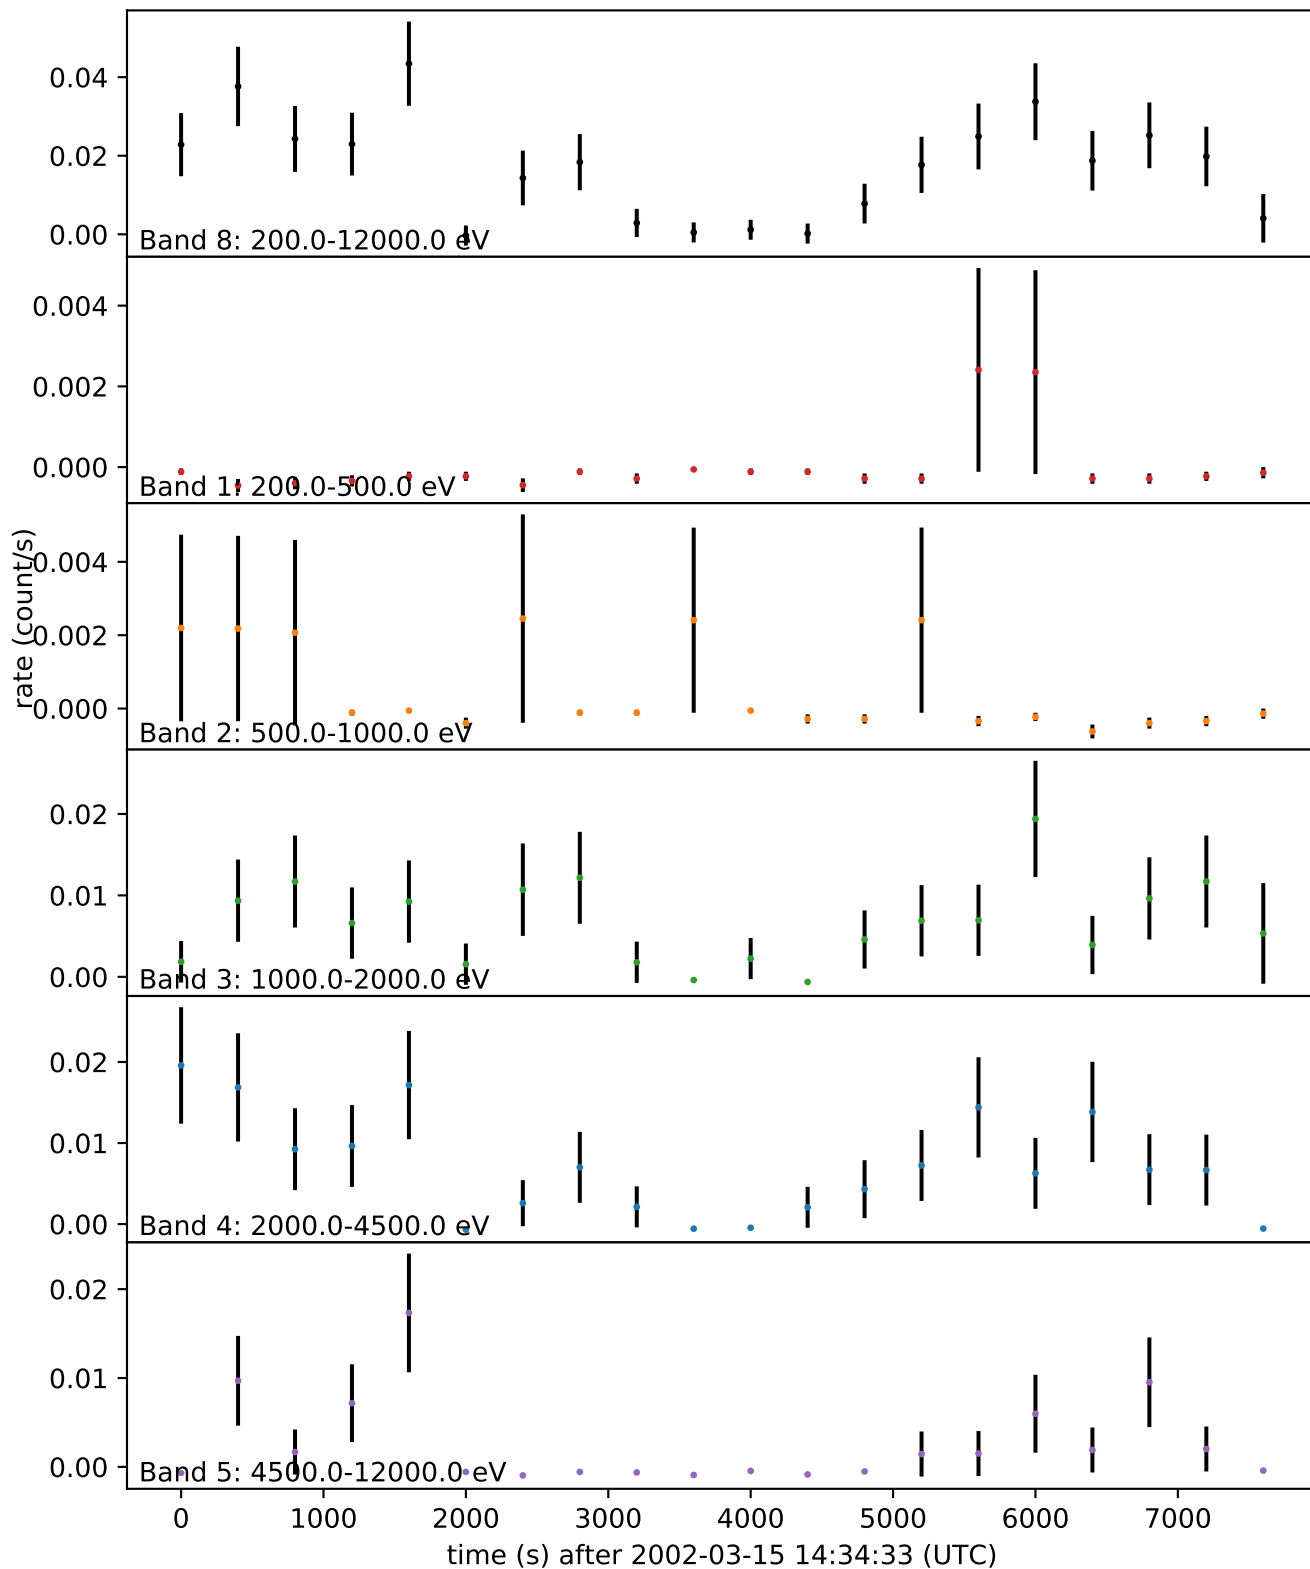 0.04
0.02
0.00
Band 8: 200.0-12000.0 eV
0.004
0.002
0.000
Band 1: 200.0-500.0 eV
rate (count/s)
0.004
0.002
0.000
Band 2: 500.0-1000.0 eV
0.02
0.01
0.00
Band 3: 1000.0-2000.0 eV
0.02
0.01
0.00
Band 4: 2000.0-4500.0 eV
0.02
0.01
0.00
Band 5: 4500.0-12000.0 eV
0 1000 2000 3000 4000 5000 6000 7000
time (s) after 2002-03-15 14:34:33 (UTC)